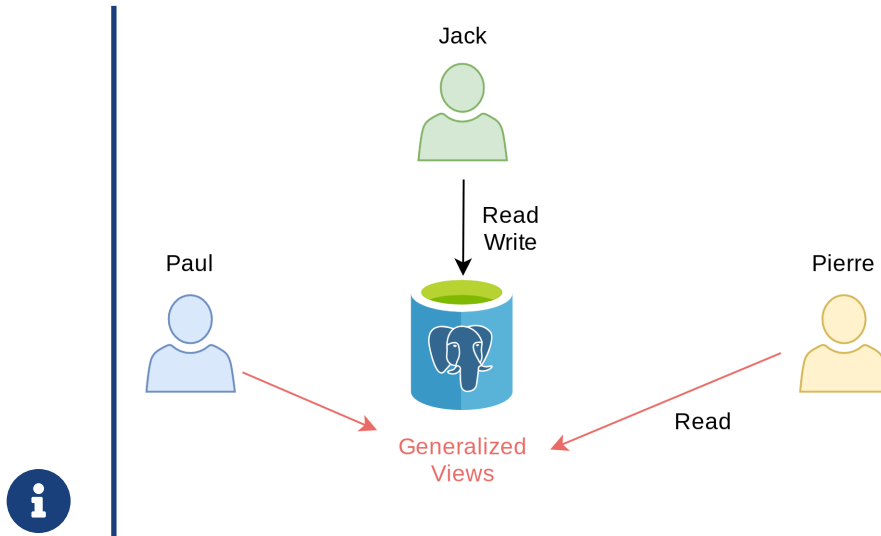 Jack
Read
Write
Paul
Pierre
Read
Generalized
Views